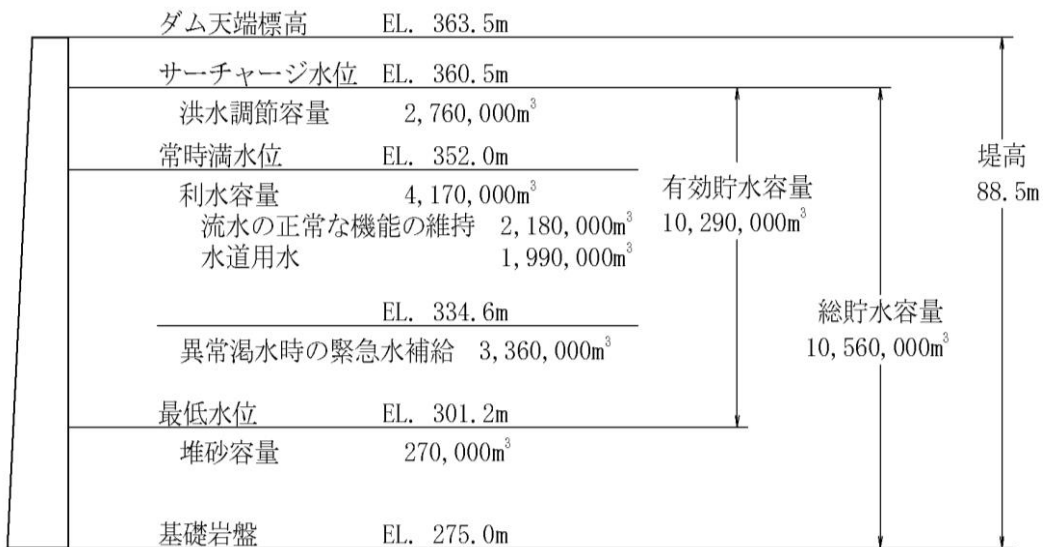 ダム天端標高 EL. 363.5m
サーチャージ水位 EL. 360.5m
洪水調節容量 2,760,000m³
常時満水位 EL. 352.0m
利水容量 4,170,000m³
流水の正常な機能の維持 2,180,000m³
水道用水 1,990,000m³
EL. 334.6m
異常渇水時の緊急水補給 3,360,000m³
最低水位 EL. 301.2m
堆砂容量 270,000m³
基礎岩盤 EL. 275.0m
有効貯水容量
10,290,000m³
総貯水容量
10,560,000m³
堤高
88.5m